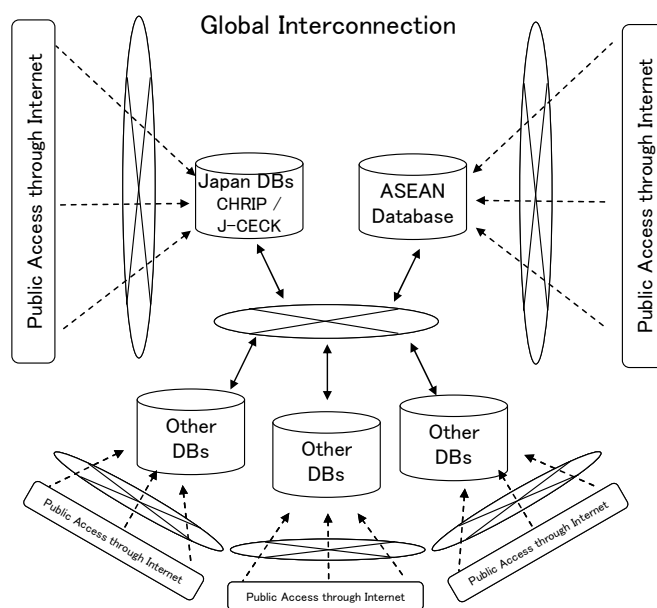 Global Interconnection
Public Access through Internet
Japan DBs
CHRIP /
J-CECK
ASEAN
Database
Public Access through Internet
Other
DBs
Other
DBs
Other
DBs
Public Access through Internet
Public Access through Internet
Public Access through Internet